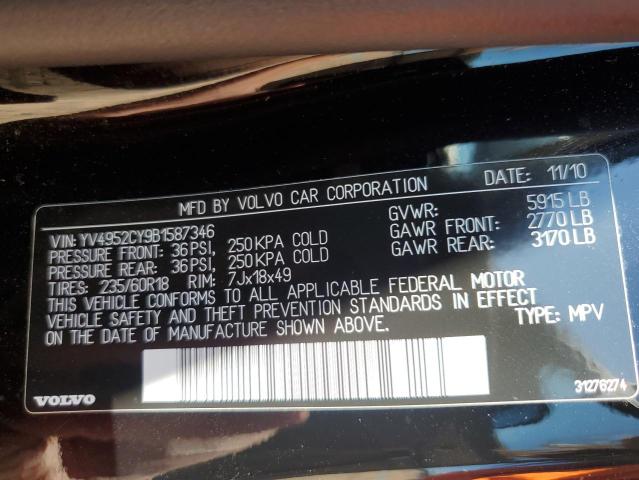 MFD BY VOLVO CAR CORPORATION DATE: 11/10
VIN: YV4952CY9B1587346 GVWR: 5915 LB
PRESSURE FRONT: 36 PSI, 250 KPA COLD GAWR FRONT: 2770 LB
PRESSURE REAR: 36 PSI, 250 KPA COLD GAWR REAR: 3170 LB
TIRES: 235/60R18 RIM: 7Jx18x49
THIS VEHICLE CONFORMS TO ALL APPLICABLE FEDERAL MOTOR
VEHICLE SAFETY AND THEFT PREVENTION STANDARDS IN EFFECT
ON THE DATE OF MANUFACTURE SHOWN ABOVE. TYPE: MPV
VOLVO 31276274